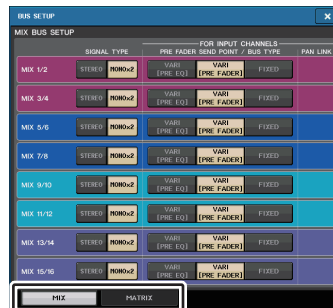 BUS SETUP ×
MIX BUS SETUP
FOR INPUT CHANNELS
SIGNAL TYPE PRE FADER SEND POINT / BUS TYPE PAN LINK
MIX 1/2 STEREO MONOx2 VARI [PRE EQ] VARI [PRE FADER] FIXED
MIX 3/4 STEREO MONOx2 VARI [PRE EQ] VARI [PRE FADER] FIXED
MIX 5/6 STEREO MONOx2 VARI [PRE EQ] VARI [PRE FADER] FIXED
MIX 7/8 STEREO MONOx2 VARI [PRE EQ] VARI [PRE FADER] FIXED
MIX 9/10 STEREO MONOx2 VARI [PRE EQ] VARI [PRE FADER] FIXED
MIX 11/12 STEREO MONOx2 VARI [PRE EQ] VARI [PRE FADER] FIXED
MIX 13/14 STEREO MONOx2 VARI [PRE EQ] VARI [PRE FADER] FIXED
MIX 15/16 STEREO MONOx2 VARI [PRE EQ] VARI [PRE FADER] FIXED
MIX MATRIX